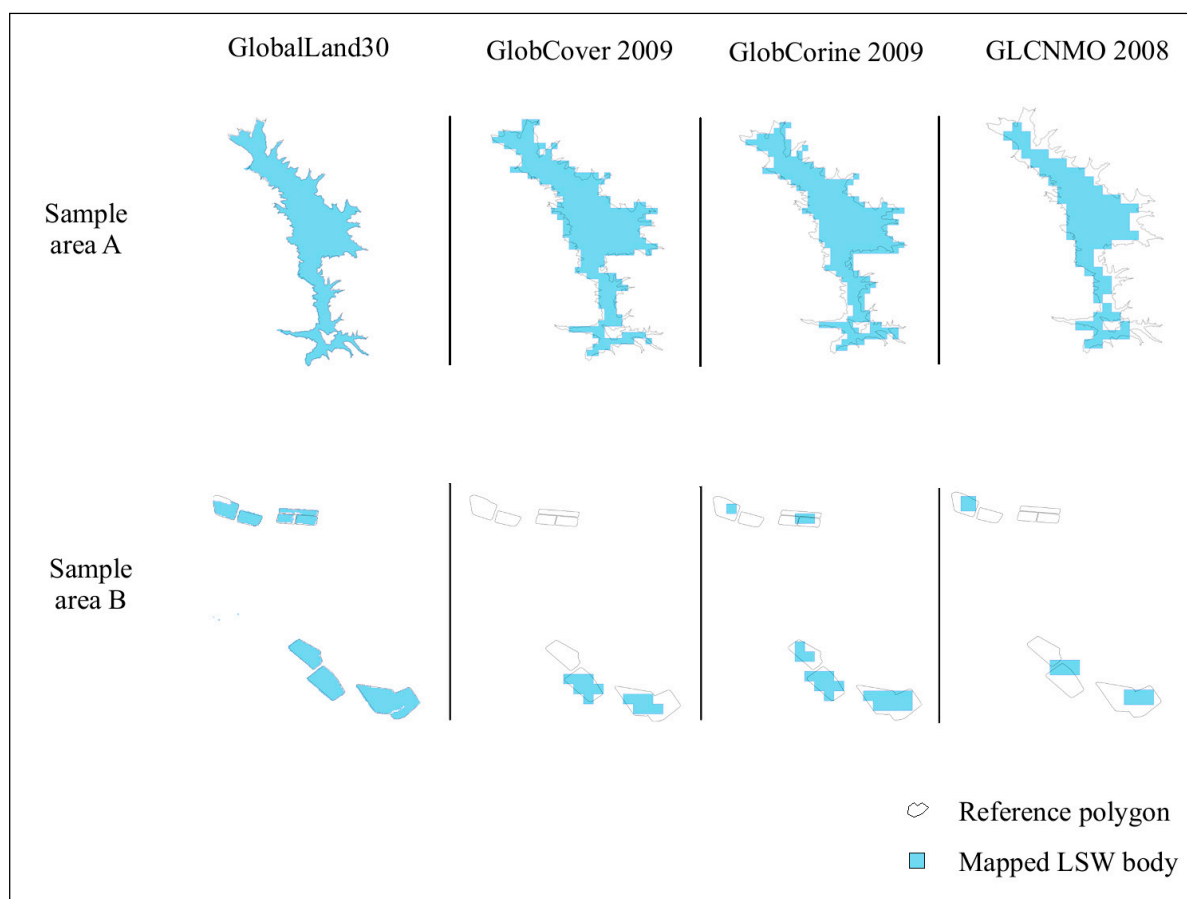 GlobalLand30
GlobCover 2009
GlobCorine 2009
GLCNMO 2008
Sample
area A
Sample
area B
Reference polygon
Mapped LSW body